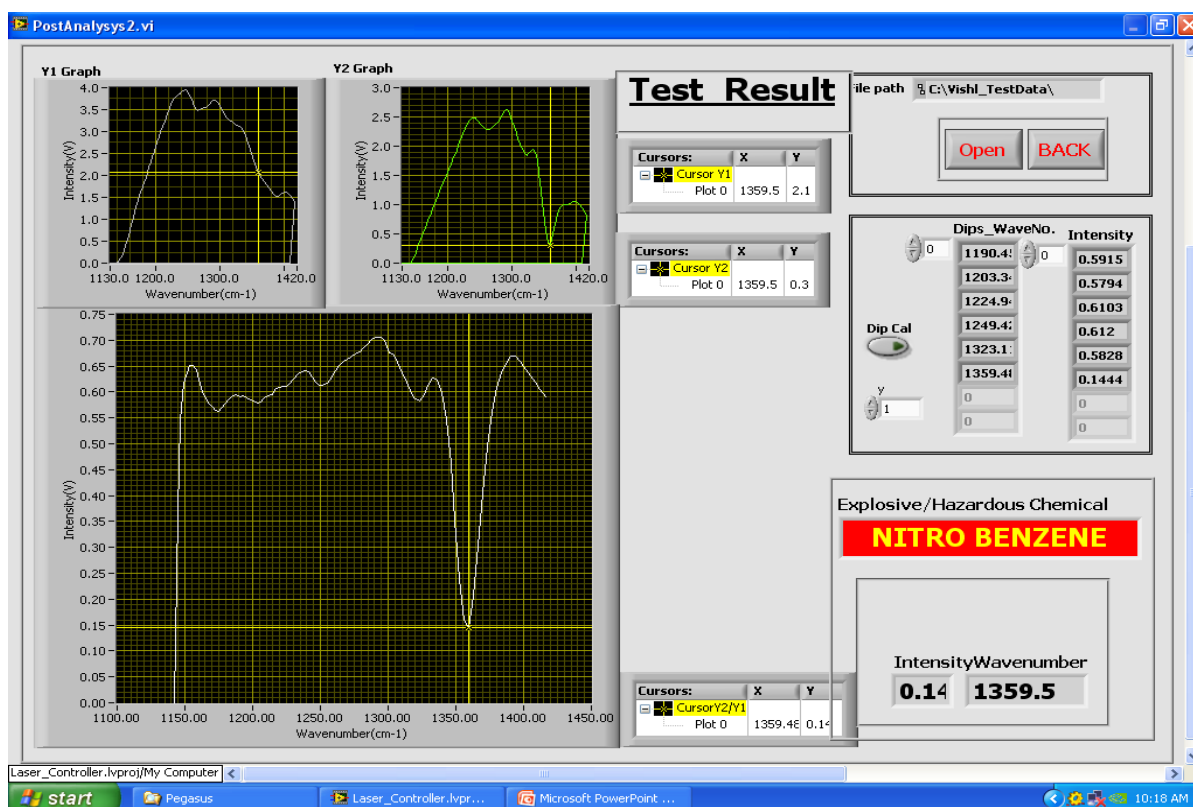 PostAnalysys2.vi
Y1 Graph
4.0
3.5
3.0
2.5
2.0
1.5
1.0
0.5
0.0
Intensity(V)
1130.0 1200.0 1300.0 1420.0
Wavenumber(cm-1)
Y2 Graph
3.0
2.5
2.0
1.5
1.0
0.5
0.0
Intensity(V)
1130.0 1200.0 1300.0 1420.0
Wavenumber(cm-1)
Test Result
Cursors: X Y
Cursor Y1
Plot 0 1359.5 2.1
Cursors: X Y
Cursor Y2
Plot 0 1359.5 0.3
ile path C:\Vishl_TestData\
Open BACK
Dips_WaveNo. Intensity
0 0
1190.45 0.5915
1203.34 0.5794
1224.94 0.6103
1249.42 0.612
1323.11 0.5828
1359.48 0.1444
0 0
0 0
Dip Cal
y
1
0.75
0.70
0.65
0.60
0.55
0.50
0.45
0.40
0.35
0.30
0.25
0.20
0.15
0.10
0.05
0.00
Intensity(V)
1100.00 1150.00 1200.00 1250.00 1300.00 1350.00 1400.00 1450.00
Wavenumber(cm-1)
Cursors: X Y
CursorY2/Y1
Plot 0 1359.48 0.14
Explosive/Hazardous Chemical
NITRO BENZENE
IntensityWavenumber
0.14 1359.5
Laser_Controller.lvproj/My Computer
start Pegasus Laser_Controller.lvpr... Microsoft PowerPoint ... 10:18 AM